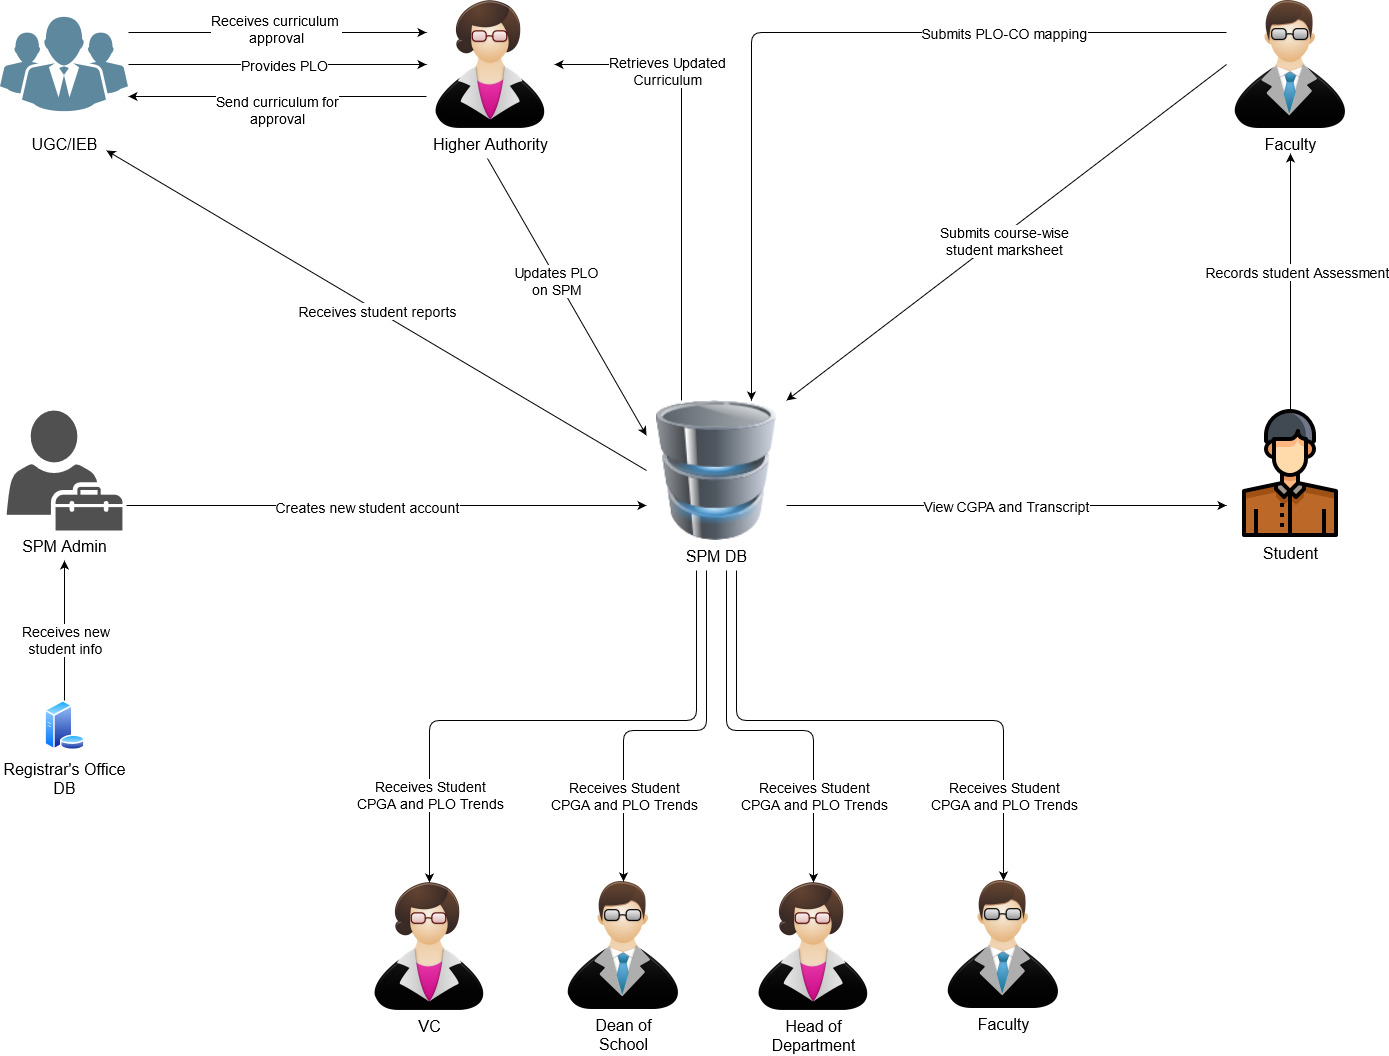 Receives curriculum
approval
Provides PLO
Send curriculum for
approval
UGC/IEB
Higher Authority
Retrieves Updated
Curriculum
Submits PLO-CO mapping
Faculty
Submits course-wise
student marksheet
Records student Assessment
Updates PLO
on SPM
Receives student reports
SPM Admin
Creates new student account
SPM DB
View CGPA and Transcript
Student
Receives new
student info
Registrar's Office
DB
Receives Student
CPGA and PLO Trends
Receives Student
CPGA and PLO Trends
Receives Student
CPGA and PLO Trends
Receives Student
CPGA and PLO Trends
VC
Dean of
School
Head of
Department
Faculty